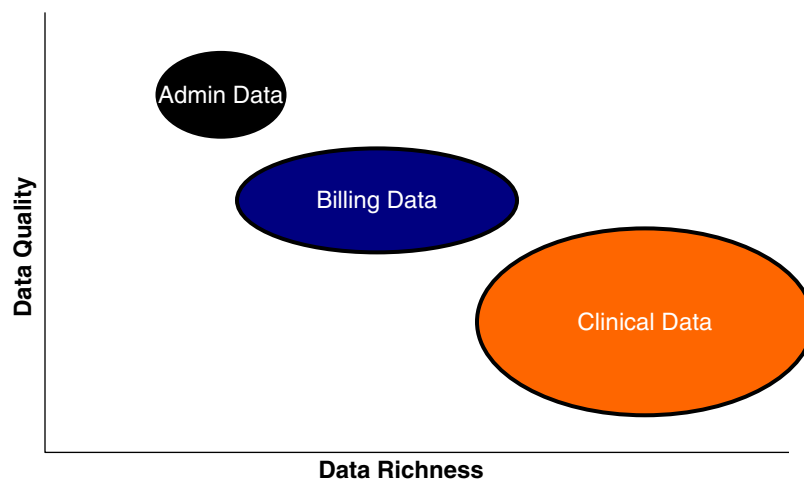 Admin Data
Billing Data
Data Quality
Clinical Data
Data Richness